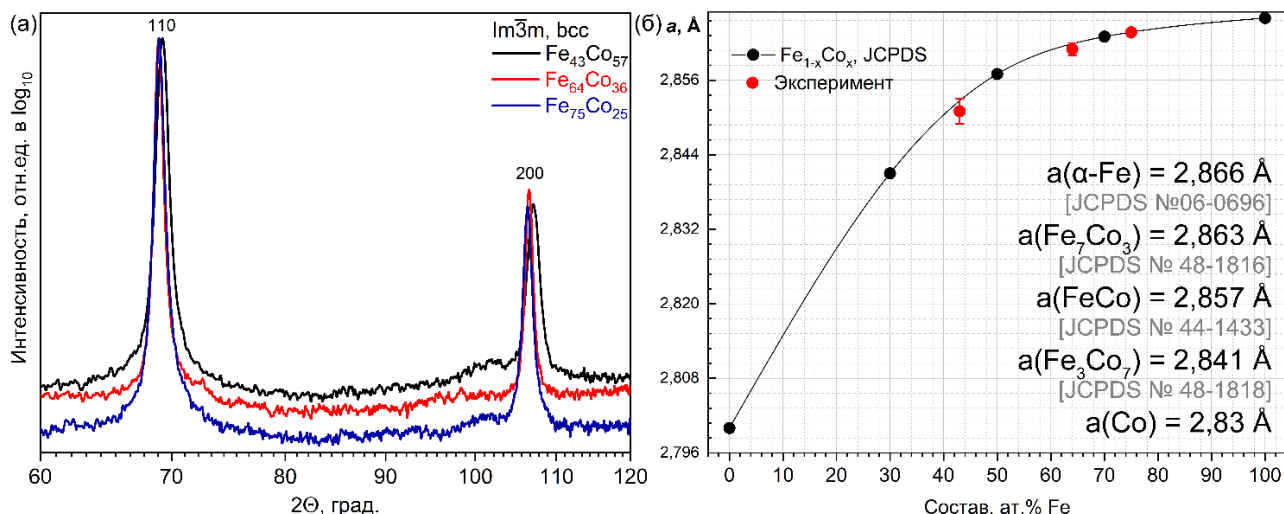 (а)
Интенсивность, отн.ед. в log10
110
200
Im3̅m, bcc
Fe43Co57
Fe64Co36
Fe75Co25
60 70 80 90 100 110 120
2Θ, град.
(б)
a, Å
Fe1-xCox, JCPDS
Эксперимент
2,856
2,844
2,832
2,820
2,808
2,796
a(α-Fe) = 2,866 Å
[JCPDS №06-0696]
a(Fe7Co3) = 2,863 Å
[JCPDS № 48-1816]
a(FeCo) = 2,857 Å
[JCPDS № 44-1433]
a(Fe3Co7) = 2,841 Å
[JCPDS № 48-1818]
a(Co) = 2,83 Å
0 10 20 30 40 50 60 70 80 90 100
Состав, ат.% Fe